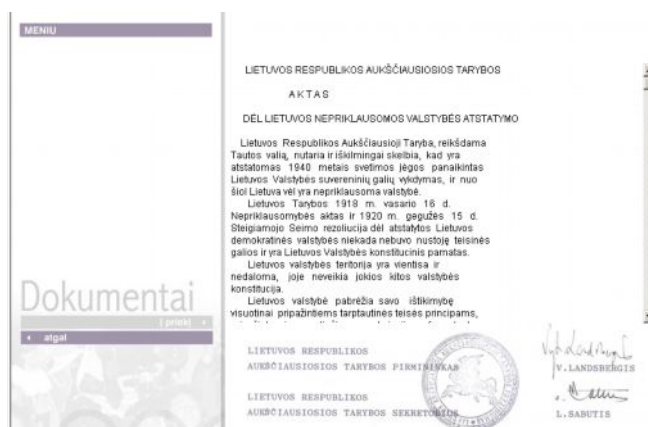 MENIU
LIETUVOS RESPUBLIKOS AUKŠČIAUSIOSIOS TARYBOS
AKTAS
DĖL LIETUVOS NEPRIKLAUSOMOS VALSTYBĖS ATSTATYMO
Lietuvos Respublikos Aukščiausioji Taryba, reikšdama
Tautos valią, nutaria ir iškilmingai skelbia, kad yra
atstatomas 1940 metais svetimos jėgos panaikintas
Lietuvos Valstybės suvereninių galių vykdymas, ir nuo
šiol Lietuva vėl yra nepriklausoma valstybė.
Lietuvos Tarybos 1918 m. vasario 16 d.
Nepriklausomybės aktas ir 1920 m. gegužės 15 d.
Steigiamojo Seimo rezoliucija dėl atstatytos Lietuvos
demokratinės valstybės niekada nebuvo nustoję teisinės
galios ir yra Lietuvos Valstybės konstitucinis pamatas.
Lietuvos valstybės teritorija yra vientisa ir
nedaloma, joje neveikia jokios kitos valstybės
konstitucija.
Lietuvos valstybė pabrėžia savo ištikimybę
visuotinai pripažintiems tarptautinės teisės principams,
Dokumentai
į priekį
atgal
LIETUVOS RESPUBLIKOS
AUKŠČIAUSIOSIOS TARYBOS PIRMININKAS
V. LANDSBERGIS
LIETUVOS RESPUBLIKOS
AUKŠČIAUSIOSIOS TARYBOS SEKRETORIUS
L. SABUTIS